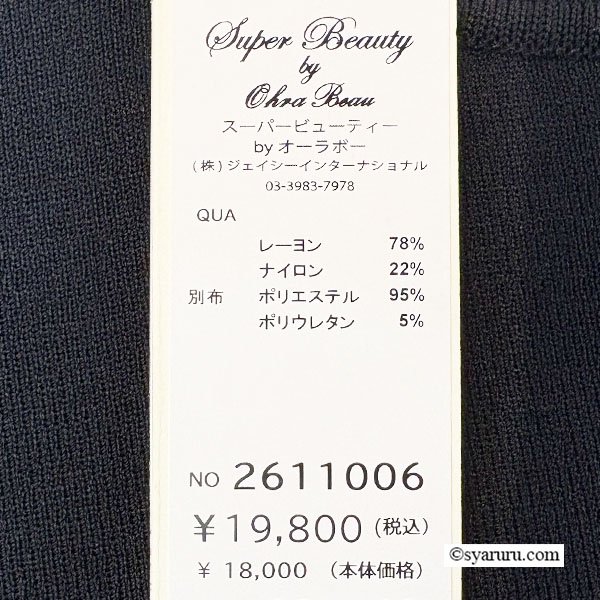 Super Beauty
by
Ohra Beau
スーパービューティー
by オーラボー
(株)ジェイシーインターナショナル
03-3983-7978
QUA
レーヨン 78%
ナイロン 22%
別布 ポリエステル 95%
ポリウレタン 5%
NO 2611006
¥19,800(税込)
¥ 18,000 (本体価格)
©syaruru.com